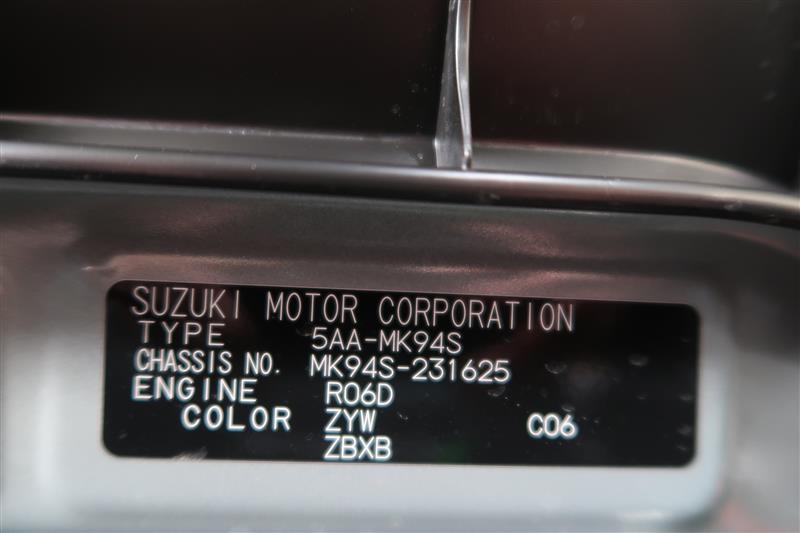 SUZUKI MOTOR CORPORATION
TYPE 5AA-MK94S
CHASSIS NO. MK94S-231625
ENGINE R06D
COLOR ZYW C06
ZBXB